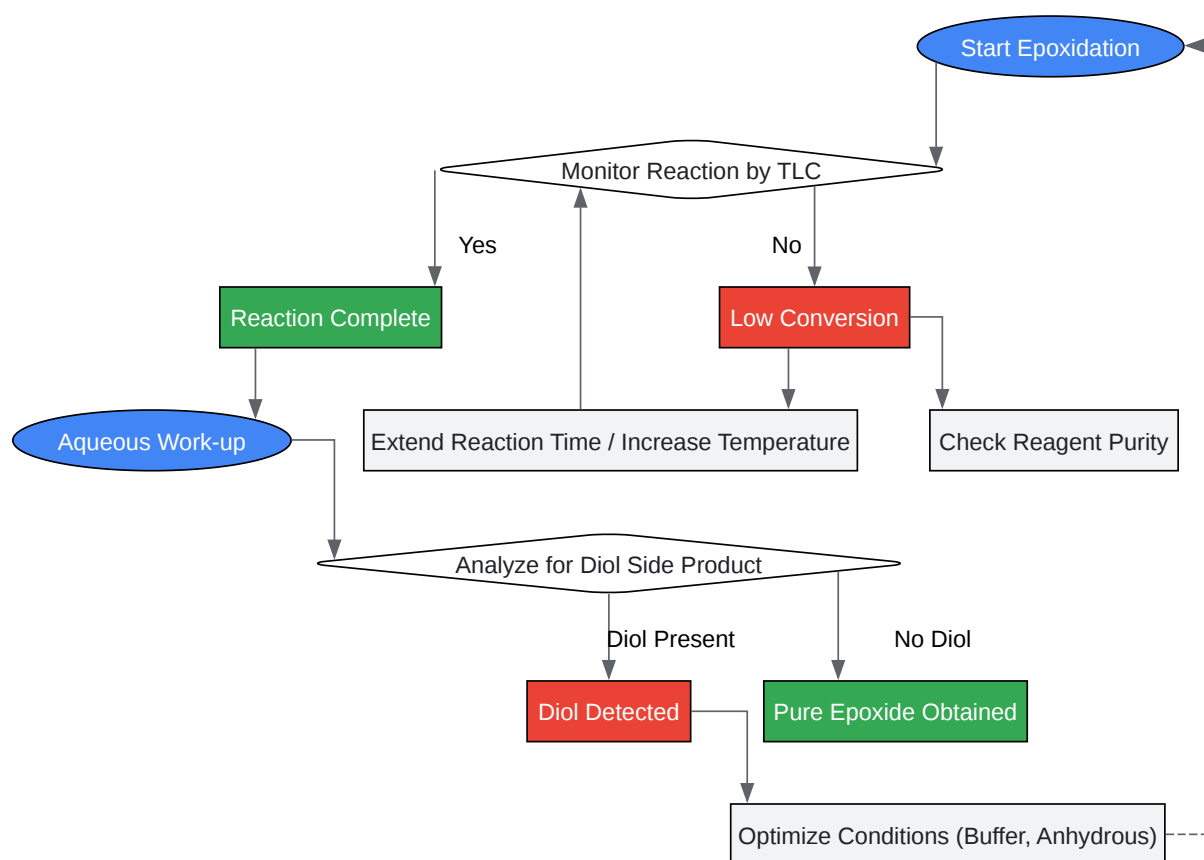 Start Epoxidation
Monitor Reaction by TLC
Yes
No
Reaction Complete
Low Conversion
Aqueous Work-up
Extend Reaction Time / Increase Temperature
Check Reagent Purity
Analyze for Diol Side Product
Diol Present
No Diol
Diol Detected
Pure Epoxide Obtained
Optimize Conditions (Buffer, Anhydrous)